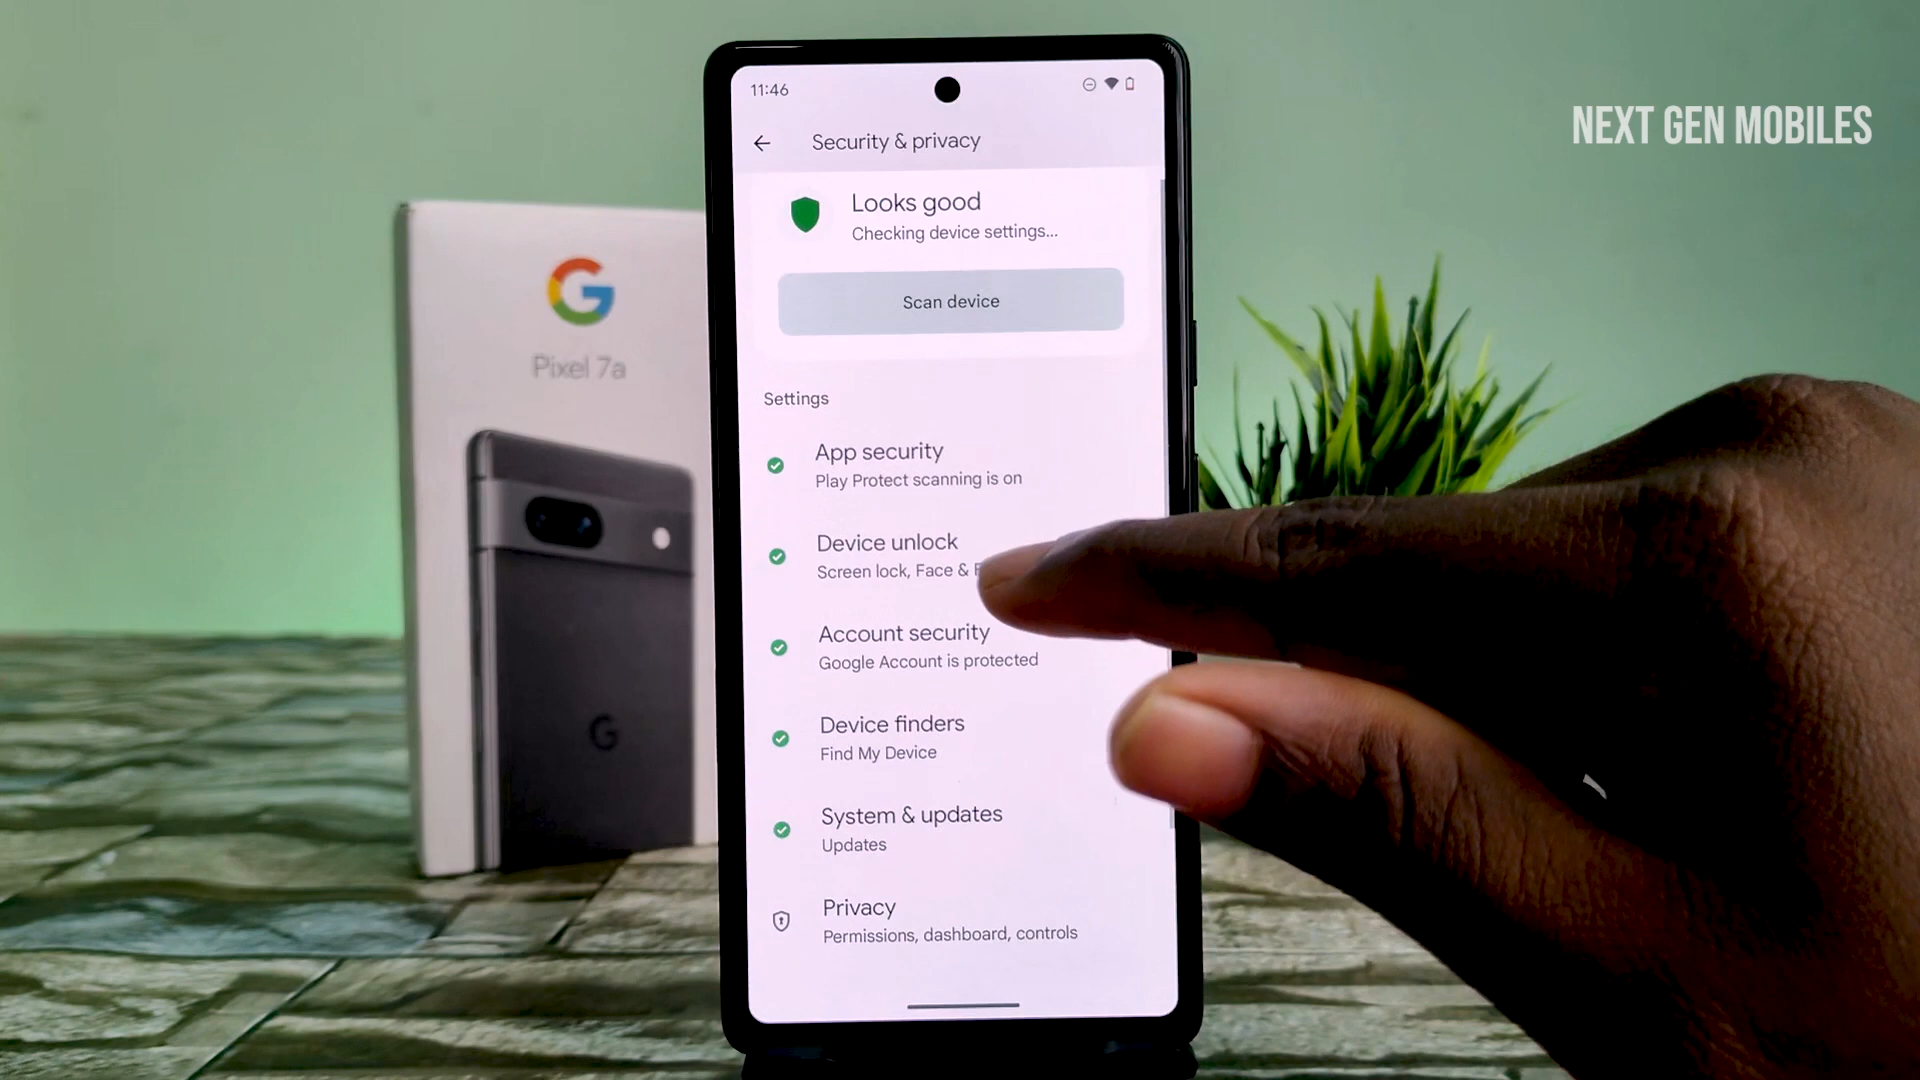 NEXT GEN MOBILES
11:46
Security & privacy
Looks good
Checking device settings...
Scan device
Settings
App security
Play Protect scanning is on
Device unlock
Screen lock, Face &
Account security
Google Account is protected
Device finders
Find My Device
System & updates
Updates
Privacy
Permissions, dashboard, controls
G
Pixel 7a
G